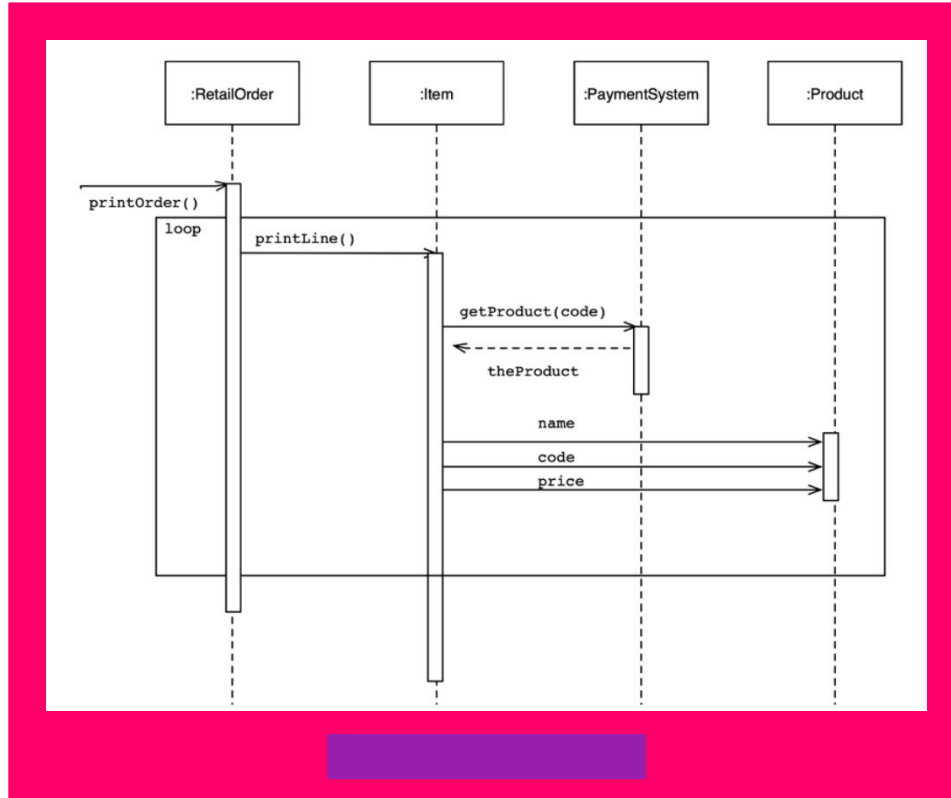 :RetailOrder
:Item
:PaymentSystem
:Product
printOrder()
loop
printLine()
getProduct(code)
theProduct
name
code
price